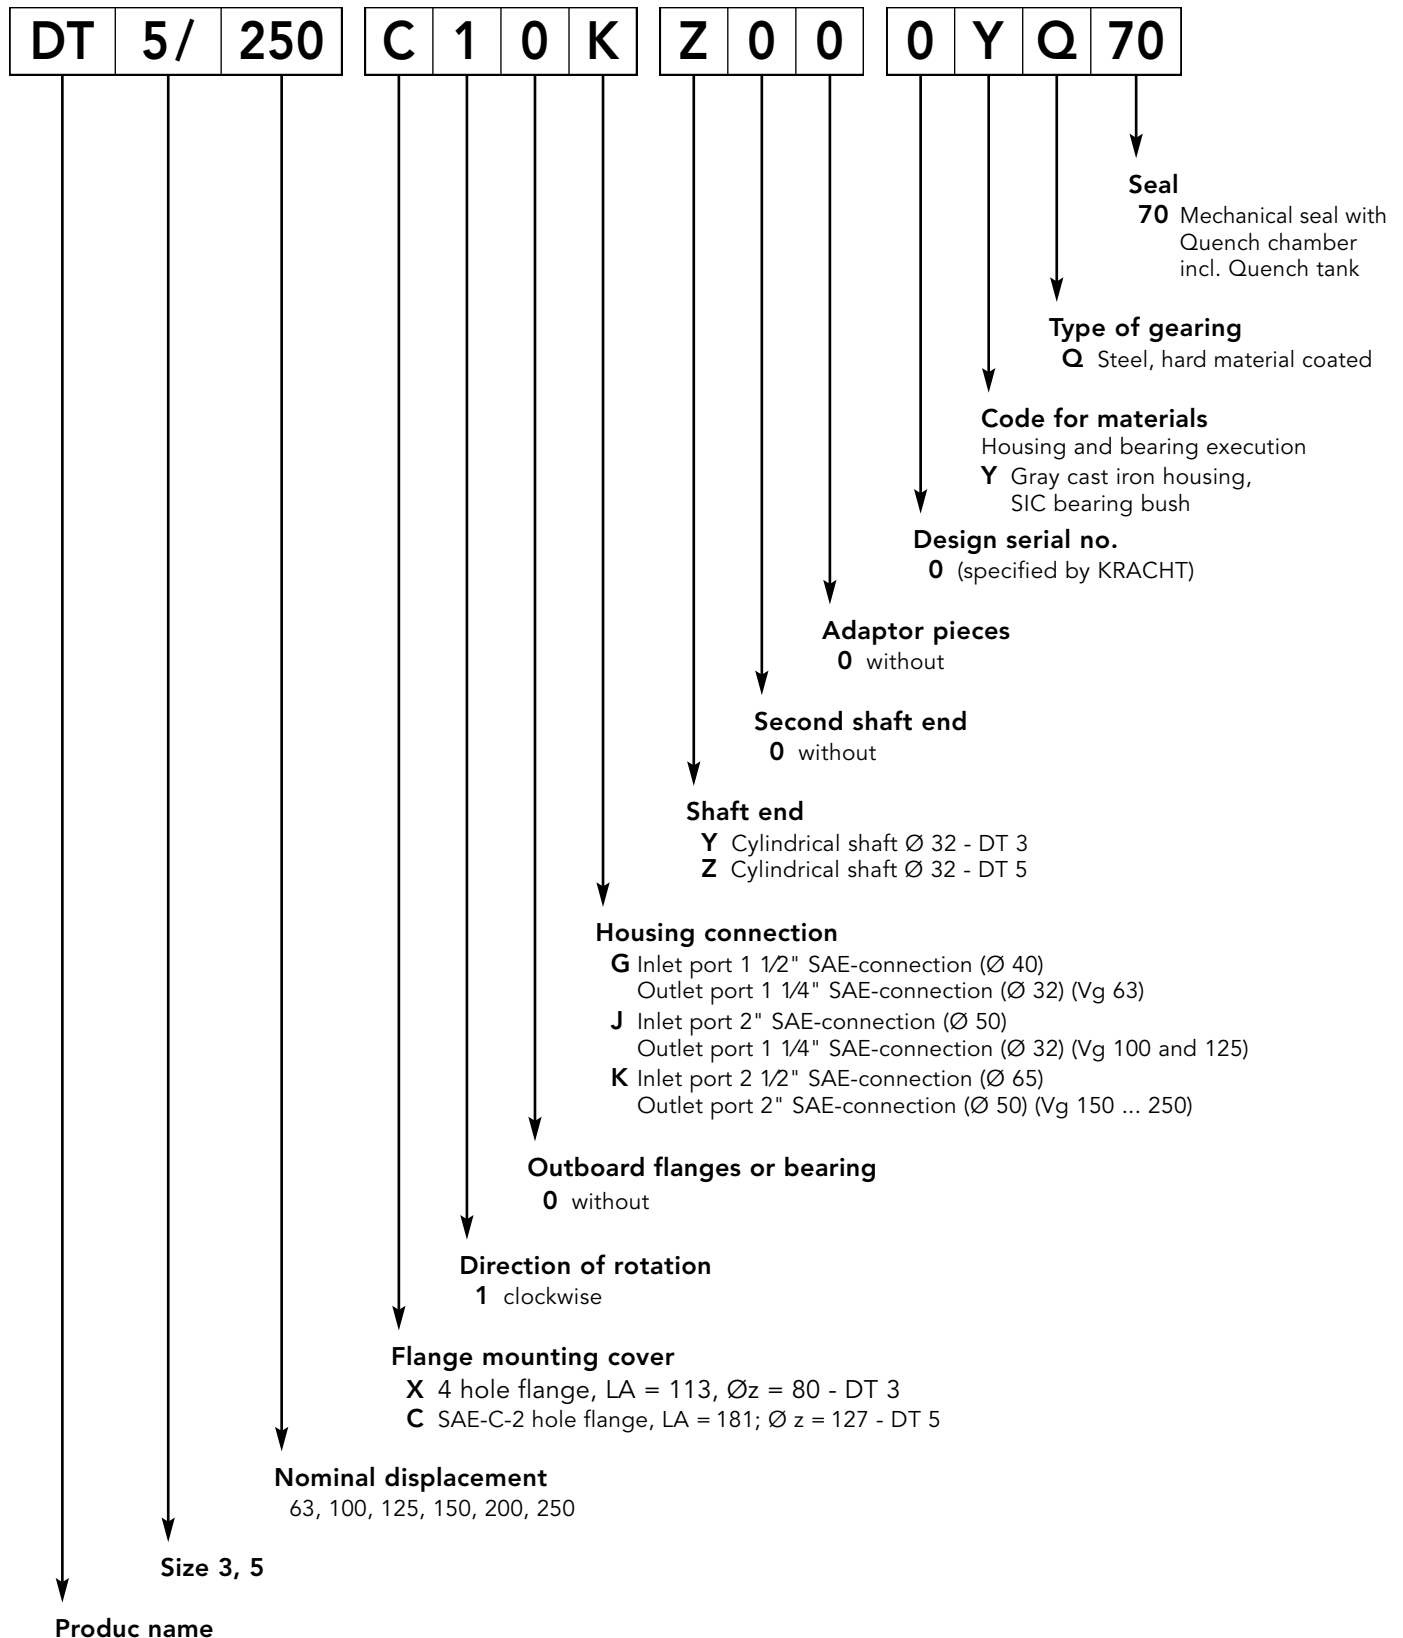 DT 5/ 250 C 1 0 K Z 0 0 0 Y Q 70
Seal
70 Mechanical seal with
Quench chamber
incl. Quench tank
Type of gearing
Q Steel, hard material coated
Code for materials
Housing and bearing execution
Y Gray cast iron housing,
SIC bearing bush
Design serial no.
0 (specified by KRACHT)
Adaptor pieces
0 without
Second shaft end
0 without
Shaft end
Y Cylindrical shaft Ø 32 - DT 3
Z Cylindrical shaft Ø 32 - DT 5
Housing connection
G Inlet port 1 1/2" SAE-connection (Ø 40)
Outlet port 1 1/4" SAE-connection (Ø 32) (Vg 63)
J Inlet port 2" SAE-connection (Ø 50)
Outlet port 1 1/4" SAE-connection (Ø 32) (Vg 100 and 125)
K Inlet port 2 1/2" SAE-connection (Ø 65)
Outlet port 2" SAE-connection (Ø 50) (Vg 150 ... 250)
Outboard flanges or bearing
0 without
Direction of rotation
1 clockwise
Flange mounting cover
X 4 hole flange, LA = 113, Øz = 80 - DT 3
C SAE-C-2 hole flange, LA = 181; Ø z = 127 - DT 5
Nominal displacement
63, 100, 125, 150, 200, 250
Size 3, 5
Produc name